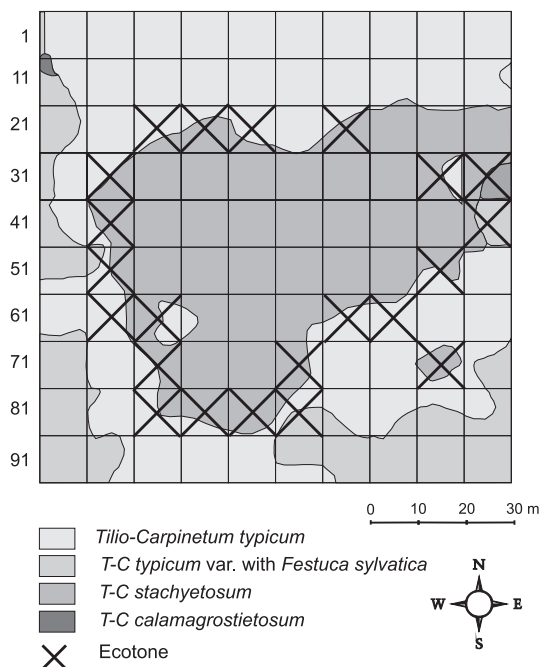 1
11
21
31
41
51
61
71
81
91
0 10 20 30 m
Tilio-Carpinetum typicum
T-C typicum var. with Festuca sylvatica
T-C stachyetosum
T-C calamagrostietosum
Ecotone
N
W E
S